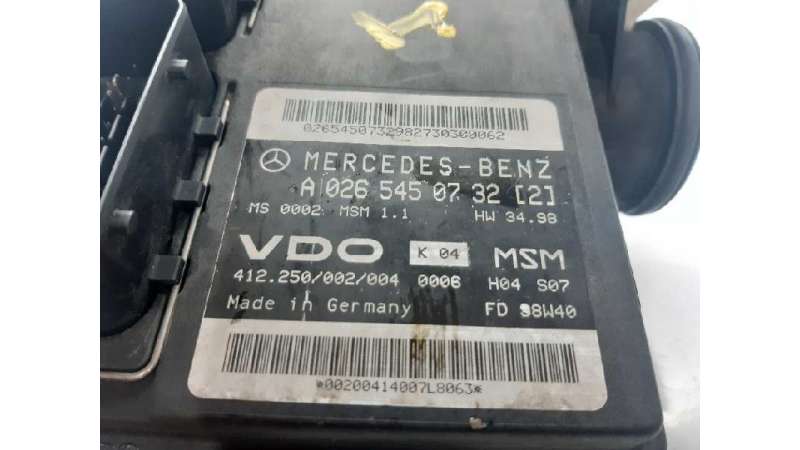 02654507329827303000062
MERCEDES-BENZ
A 026 545 07 32 [2]
MS 0002 MSM 1.1 HW 34.98
VDO K 04 MSM
412.250/002/004 0006 H04 S07
Made in Germany FD 98W40
*00200414007L8063*